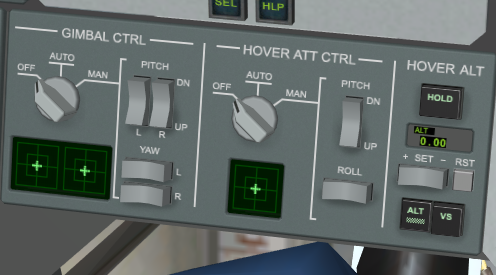 SEL HLP
GIMBAL CTRL
OFF AUTO MAN
PITCH
DN
UP
L R
YAW
L
R
HOVER ATT CTRL
OFF AUTO MAN
PITCH
DN
UP
ROLL
HOVER ALT
HOLD
ALT
0.00
+ SET - RST
ALT VS